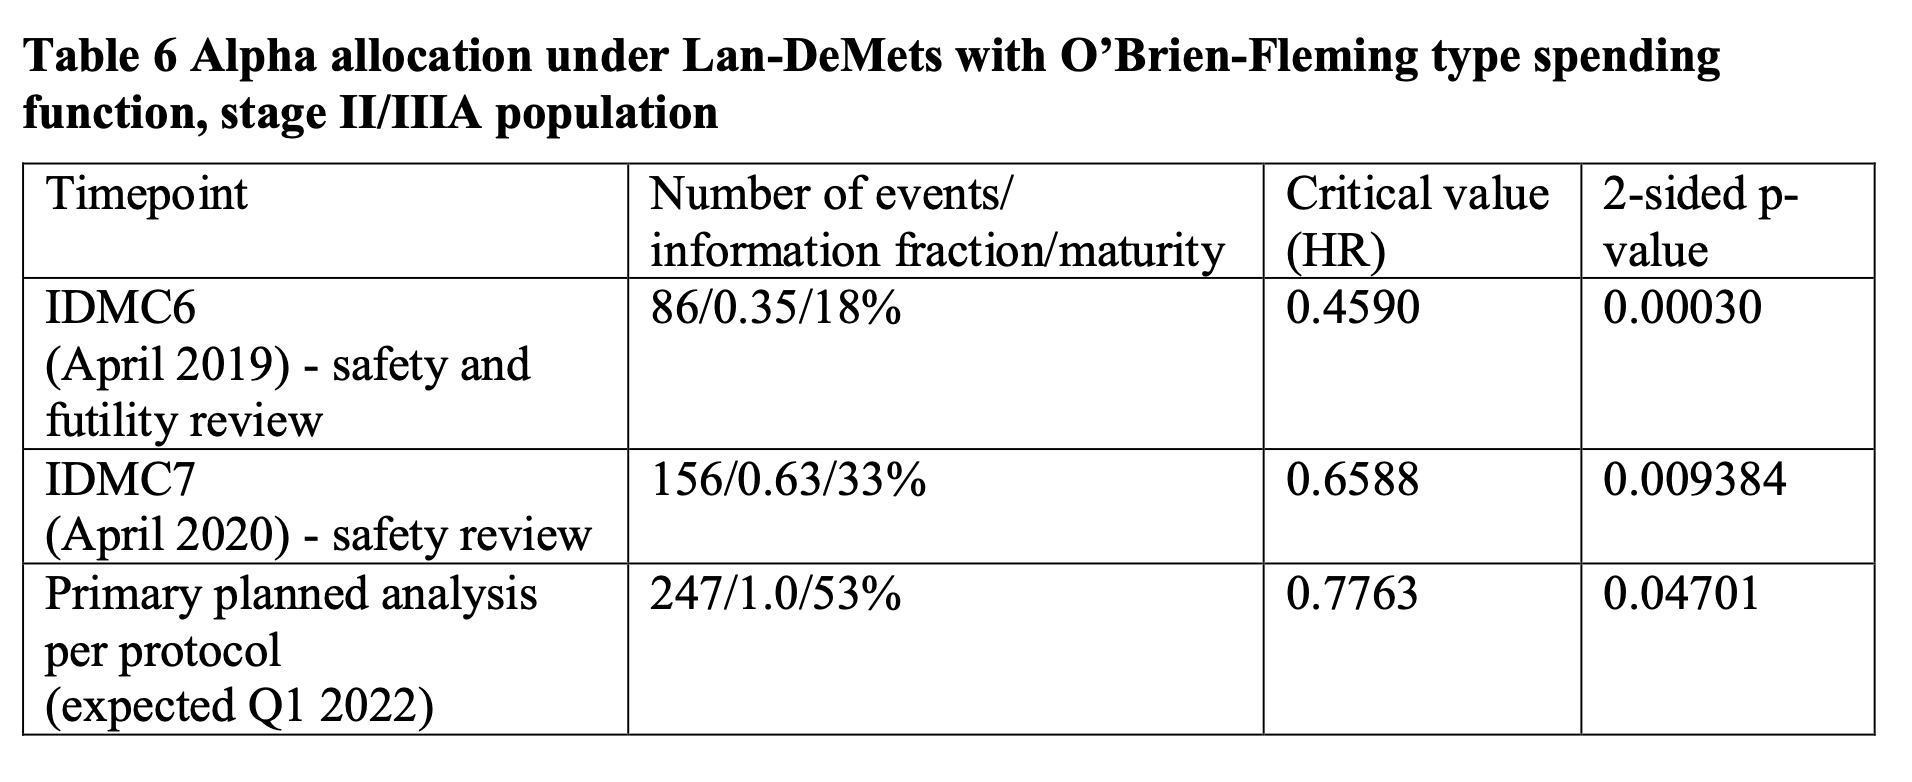 Table 6 Alpha allocation under Lan-DeMets with O’Brien-Fleming type spending
function, stage II/IIIA population
Timepoint
Number of events/
information fraction/maturity
Critical value
(HR)
2-sided p-
value
IDMC6
(April 2019) - safety and
futility review
86/0.35/18%
0.4590
0.00030
IDMC7
(April 2020) - safety review
156/0.63/33%
0.6588
0.009384
Primary planned analysis
per protocol
(expected Q1 2022)
247/1.0/53%
0.7763
0.04701